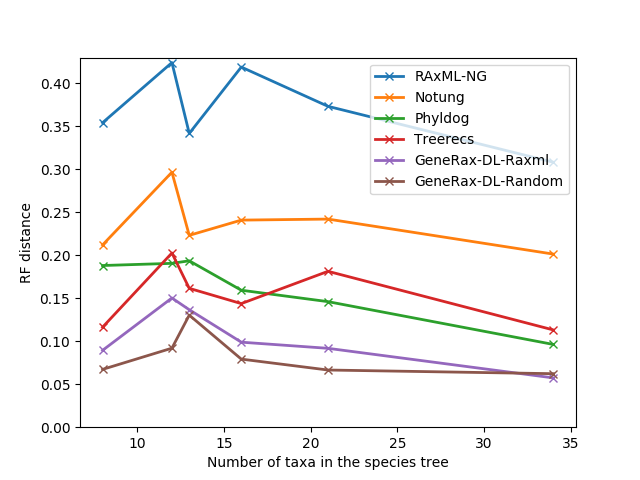 0.40
0.35
0.30
0.25
0.20
0.15
0.10
0.05
0.00
RF distance
RAxML-NG
Notung
Phyldog
Treerecs
GeneRax-DL-Raxml
GeneRax-DL-Random
10 15 20 25 30 35
Number of taxa in the species tree